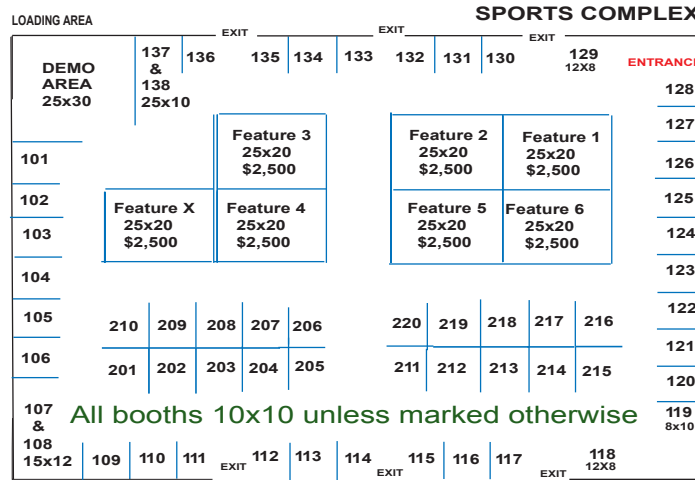 SPORTS COMPLEX
LOADING AREA
EXIT
EXIT
EXIT
DEMO
AREA
25x30
137
&
138
25x10
136
135
134
133
132
131
130
129
12X8
ENTRANCE
128
127
126
125
124
123
122
121
120
119
8x10
101
102
103
104
105
106
107
&
108
15x12
Feature 3
25x20
$2,500
Feature 2
25x20
$2,500
Feature 1
25x20
$2,500
Feature X
25x20
$2,500
Feature 4
25x20
$2,500
Feature 5
25x20
$2,500
Feature 6
25x20
$2,500
210 209 208 207 206
201 202 203 204 205
220 219 218 217 216
211 212 213 214 215
All booths 10x10 unless marked otherwise
109 110 111
EXIT
112 113 114
EXIT
115 116 117
EXIT
118
12X8